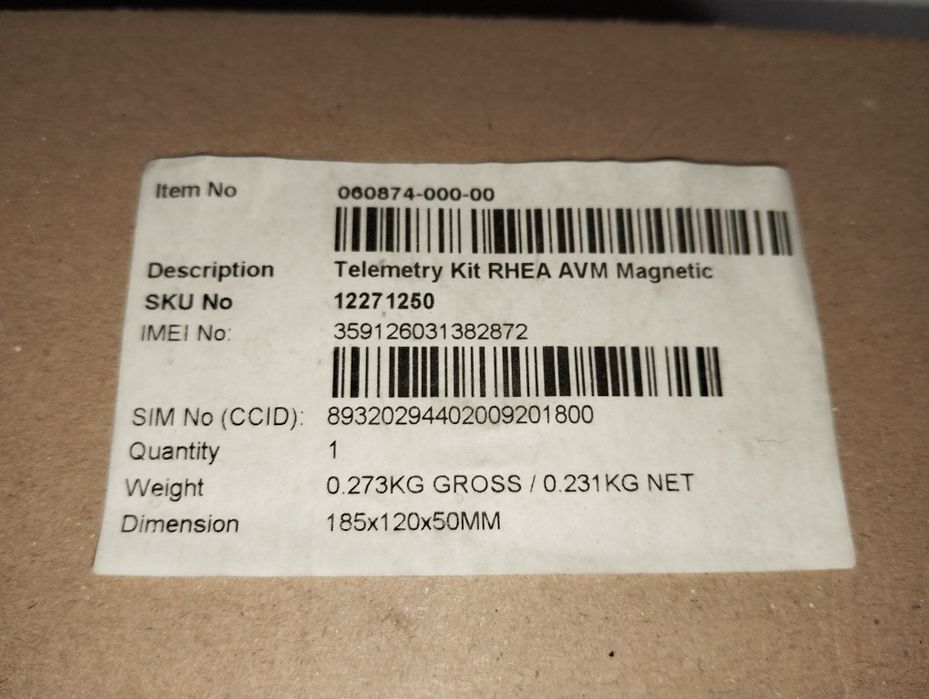 Item No 060874-000-00
Description Telemetry Kit RHEA AVM Magnetic
SKU No 12271250
IMEI No: 359126031382872
SIM No (CCID): 89320294402009201800
Quantity 1
Weight 0.273KG GROSS / 0.231KG NET
Dimension 185x120x50MM